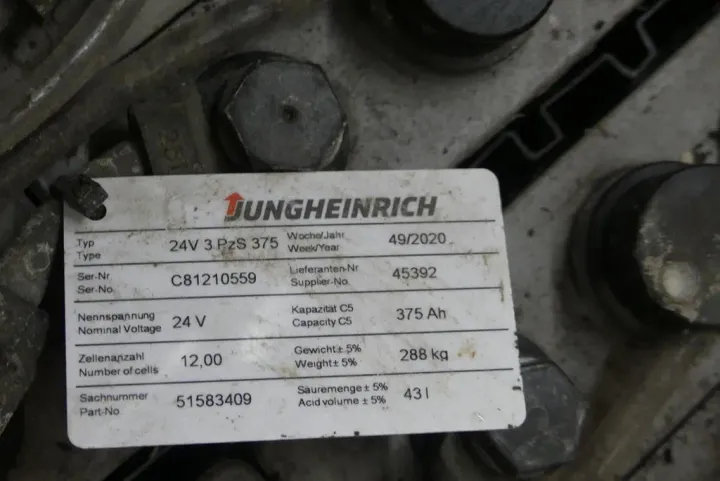 JUNGHEINRICH
Typ Type 24V 3 PzS 375 Woche/Jahr Week/Year 49/2020
Ser-Nr. Ser-No. C81210559 Lieferanten-Nr Supplier-No. 45392
Nennspannung Nominal Voltage 24 V Kapazität C5 Capacity C5 375 Ah
Zellenanzahl Number of cells 12,00 Gewicht± 5% Weight± 5% 288 kg
Sachnummer Part-No 51583409 Säuremenge ± 5% Acid volume ± 5% 43 l